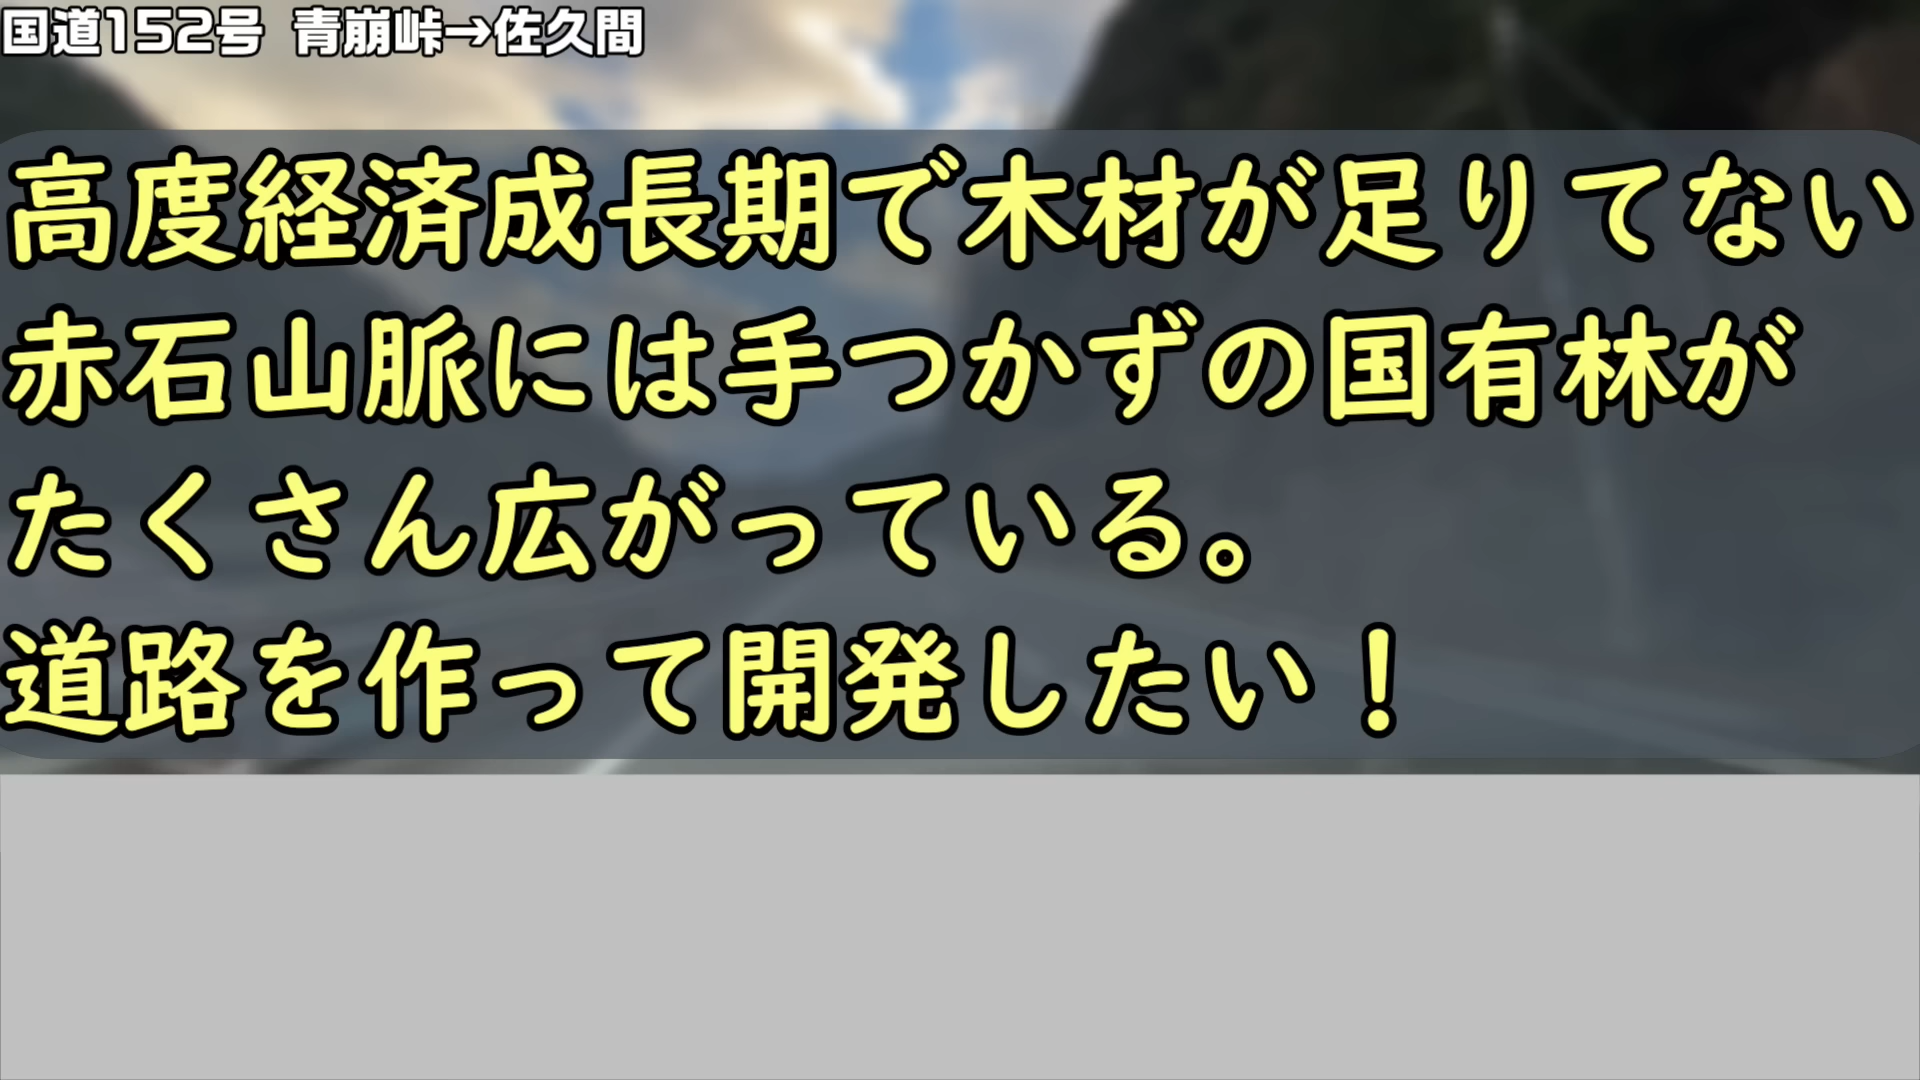 国道152号 青崩峠→佐久間
高度経済成長期で木材が足りてない
赤石山脈には手つかずの国有林が
たくさん広がっている。
道路を作って開発したい！